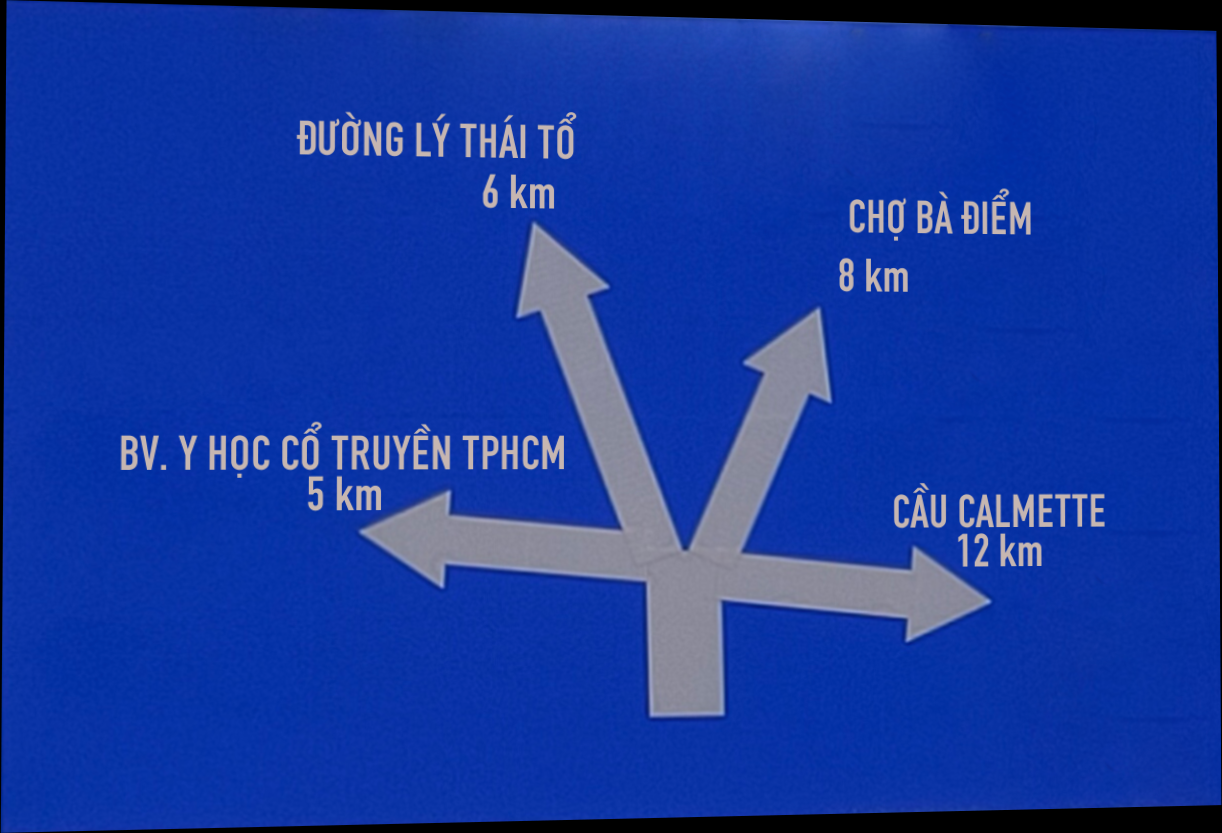 ĐƯỜNG LÝ THÁI TỔ
6 km
CHỢ BÀ ĐIỂM
8 km
BV. Y HỌC CỔ TRUYỀN TPHCM
5 km
CẦU CALMETTE
12 km